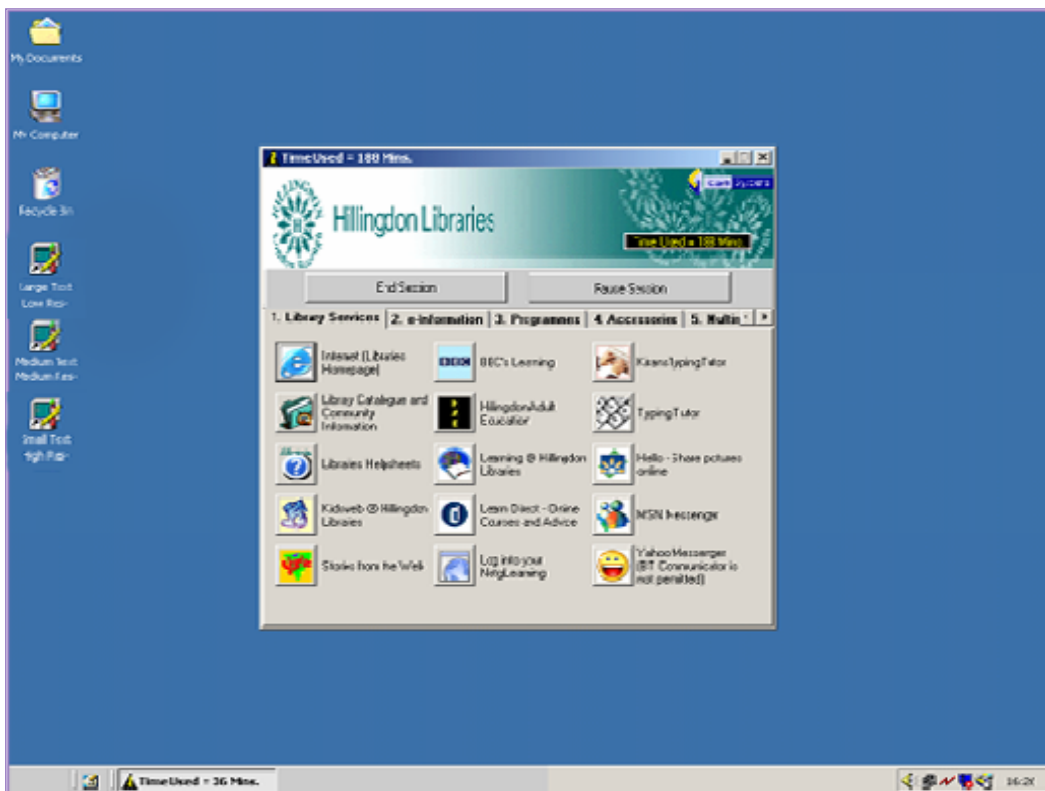 My Documents
My Computer
Recycle Bin
Large Text
Low Res-
Medium Text
Medium Res-
Small Text
High Res-
Time Used = 188 Mins.
Hillingdon Libraries
Time Used = 188 Mins
End Session
Pause Session
1. Library Services
2. e-Information
3. Programmes
4. Accessories
5. Multim
Internet (Libraries
Homepage)
BBC's Learning
KiransTypingTutor
Library Catalogue and
Community
Information
Hillingdon Adult
Education
TypingTutor
Libraries Helpsheets
Learning @ Hillingdon
Libraries
Hello - Share pictures
online
Kidsweb @ Hillingdon
Libraries
Learn Direct - Online
Courses and Advice
MSN Messenger
Stories from the Web
Log into your
Yahoo Messenger
(BT Communicator is
not permitted)
Time Used = 36 Mins.